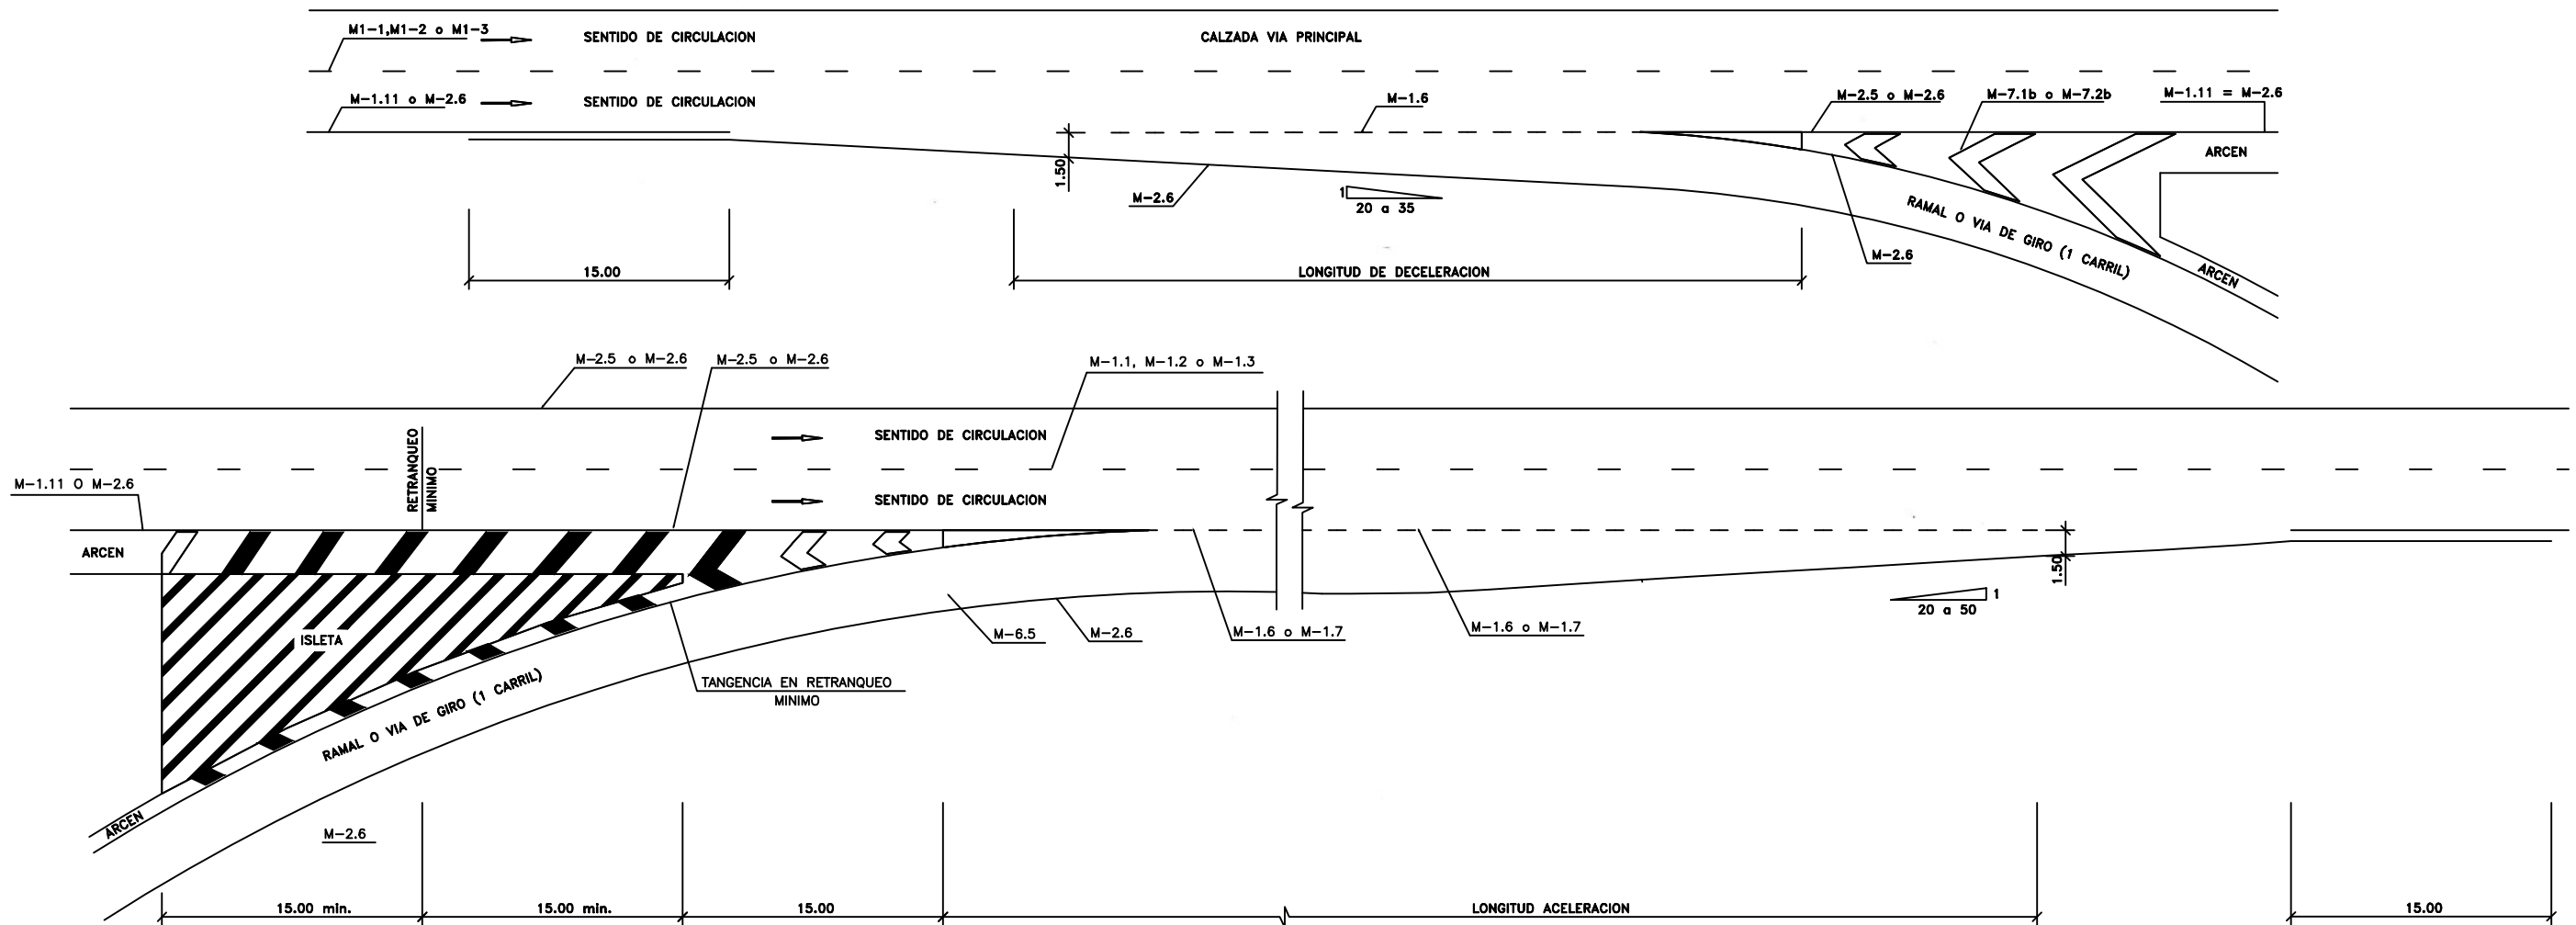 M1-1,M1-2 o M1-3
SENTIDO DE CIRCULACION
CALZADA VIA PRINCIPAL
M-1.11 o M-2.6
SENTIDO DE CIRCULACION
M-1.6
M-2.5 o M-2.6
M-7.1b o M-7.2b
M-1.11 = M-2.6
ARCEN
1.50
M-2.6
1
20 a 35
RAMAL O VIA DE GIRO (1 CARRIL)
M-2.6
ARCEN
15.00
LONGITUD DE DECELERACION
M-2.5 o M-2.6
M-2.5 o M-2.6
M-1.1, M-1.2 o M-1.3
RETRANQUEO
MINIMO
SENTIDO DE CIRCULACION
M-1.11 O M-2.6
SENTIDO DE CIRCULACION
ARCEN
1.50
1
20 a 50
ISLETA
M-6.5
M-2.6
M-1.6 o M-1.7
M-1.6 o M-1.7
TANGENCIA EN RETRANQUEO
MINIMO
RAMAL O VIA DE GIRO (1 CARRIL)
ARCEN
M-2.6
15.00 min.
15.00 min.
15.00
LONGITUD ACELERACION
15.00